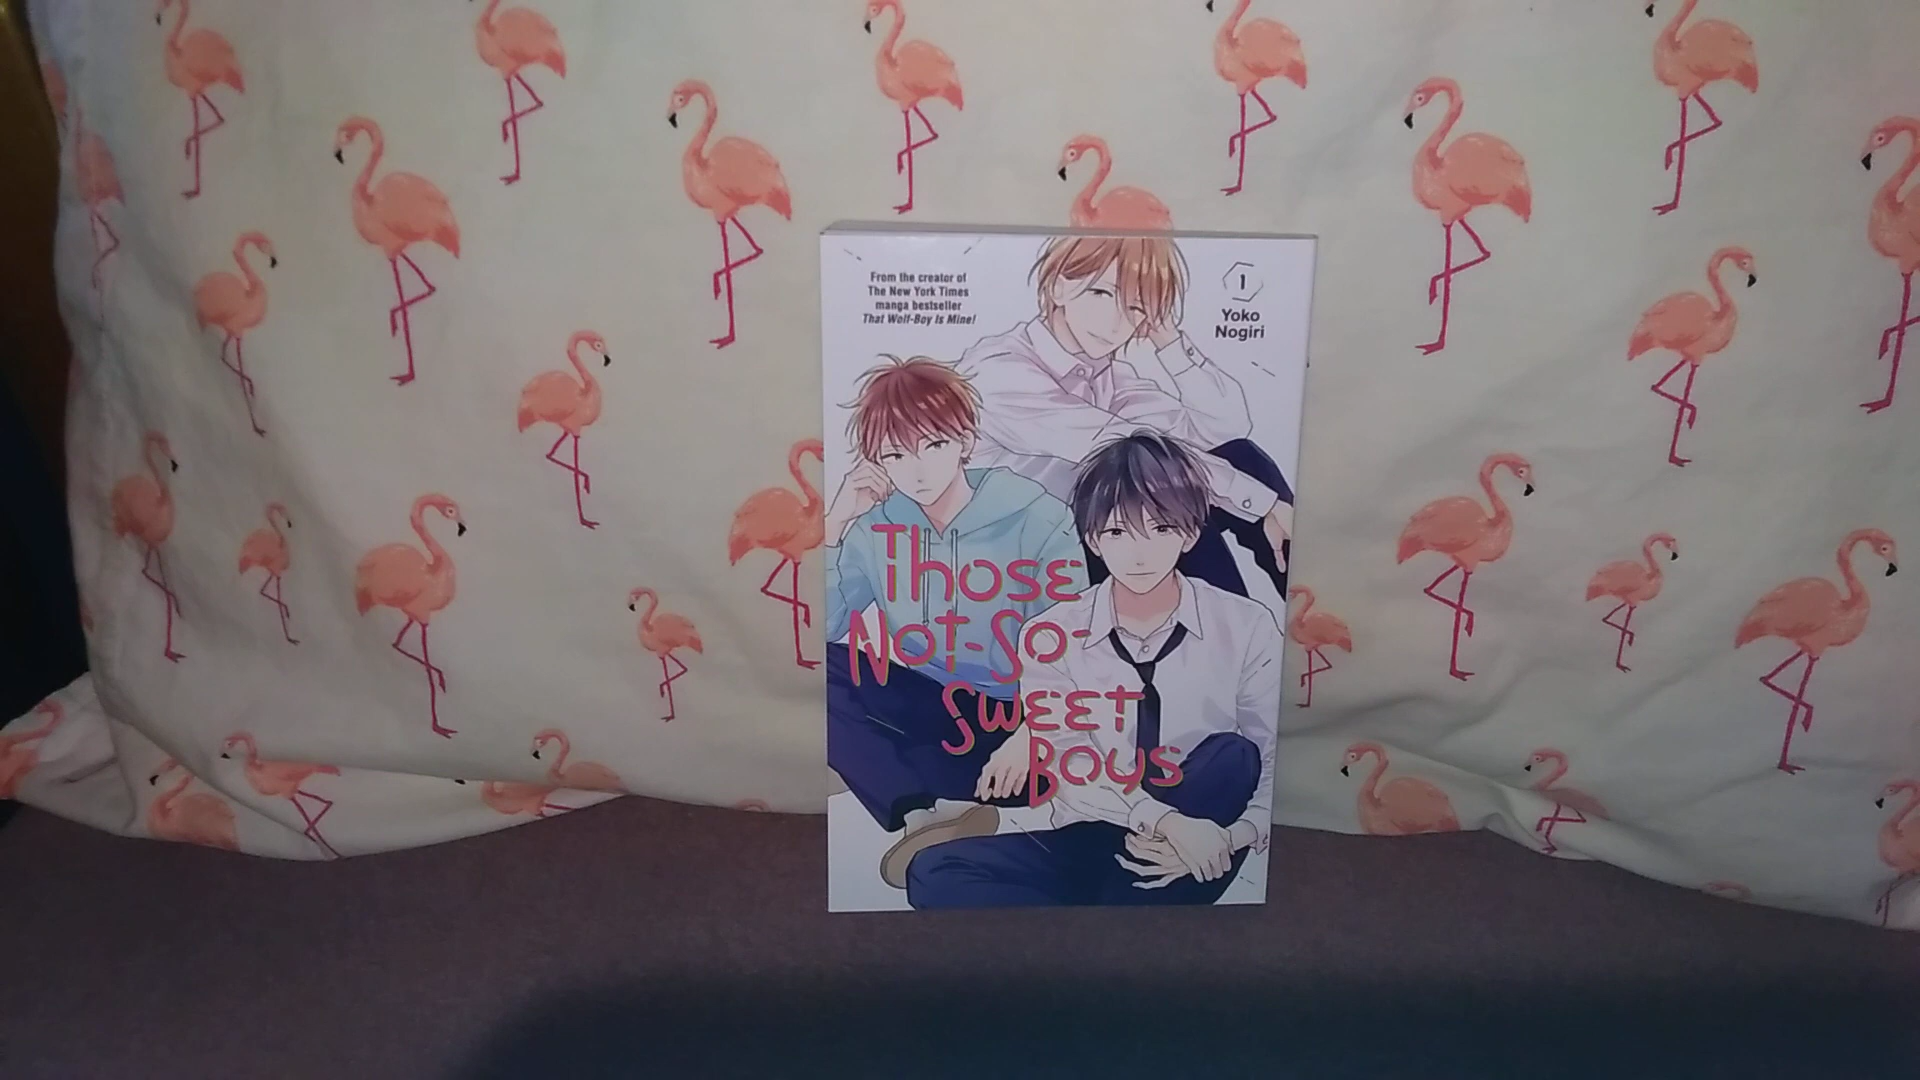 From the creator of
The New York Times
manga bestseller
That Wolf-Boy Is Mine!
1
Yoko
Nogiri
Those
Not-So-
Sweet
Boys